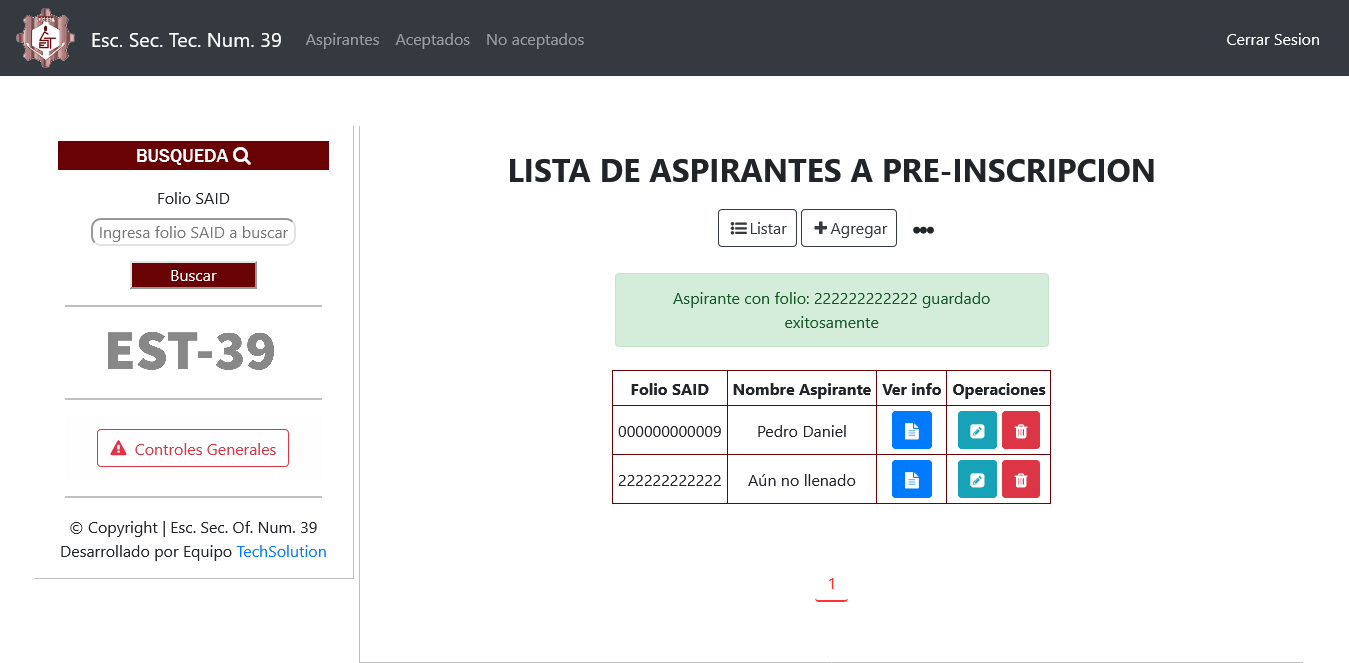 Esc. Sec. Tec. Num. 39
Aspirantes
Aceptados
No aceptados
Cerrar Sesion
BUSQUEDA
Folio SAID
Ingresa folio SAID a buscar
Buscar
EST-39
Controles Generales
© Copyright | Esc. Sec. Of. Num. 39
Desarrollado por Equipo TechSolution
LISTA DE ASPIRANTES A PRE-INSCRIPCION
Listar
Agregar
Aspirante con folio: 222222222222 guardado
exitosamente
Folio SAID Nombre Aspirante Ver info Operaciones
000000000009 Pedro Daniel
222222222222 Aún no llenado
1